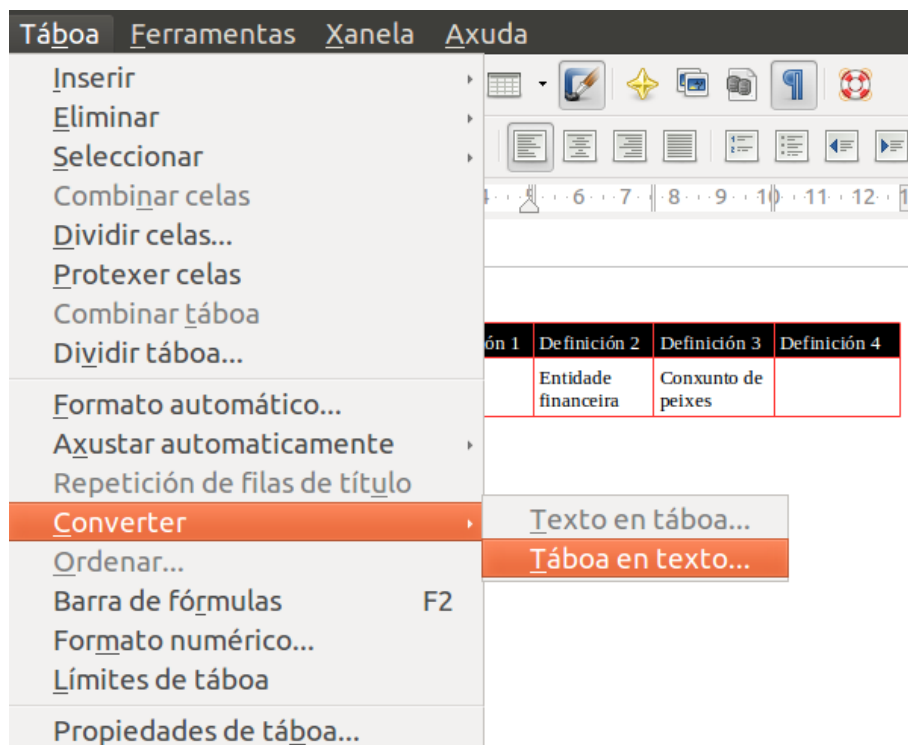 Táboa Ferramentas Xanela Axuda
Inserir
Eliminar
Seleccionar
Combinar celas
Dividir celas...
Protexer celas
Combinar táboa
Dividir táboa...
Formato automático...
Axustar automaticamente
Repetición de filas de título
Converter
Ordenar...
Barra de fórmulas F2
Formato numérico...
Límites de táboa
Propiedades de táboa...
Texto en táboa...
Táboa en texto...
6 7 8 9 10 11 12
ón 1 Definición 2 Definición 3 Definición 4
Entidade Conxunto de
financeira peixes